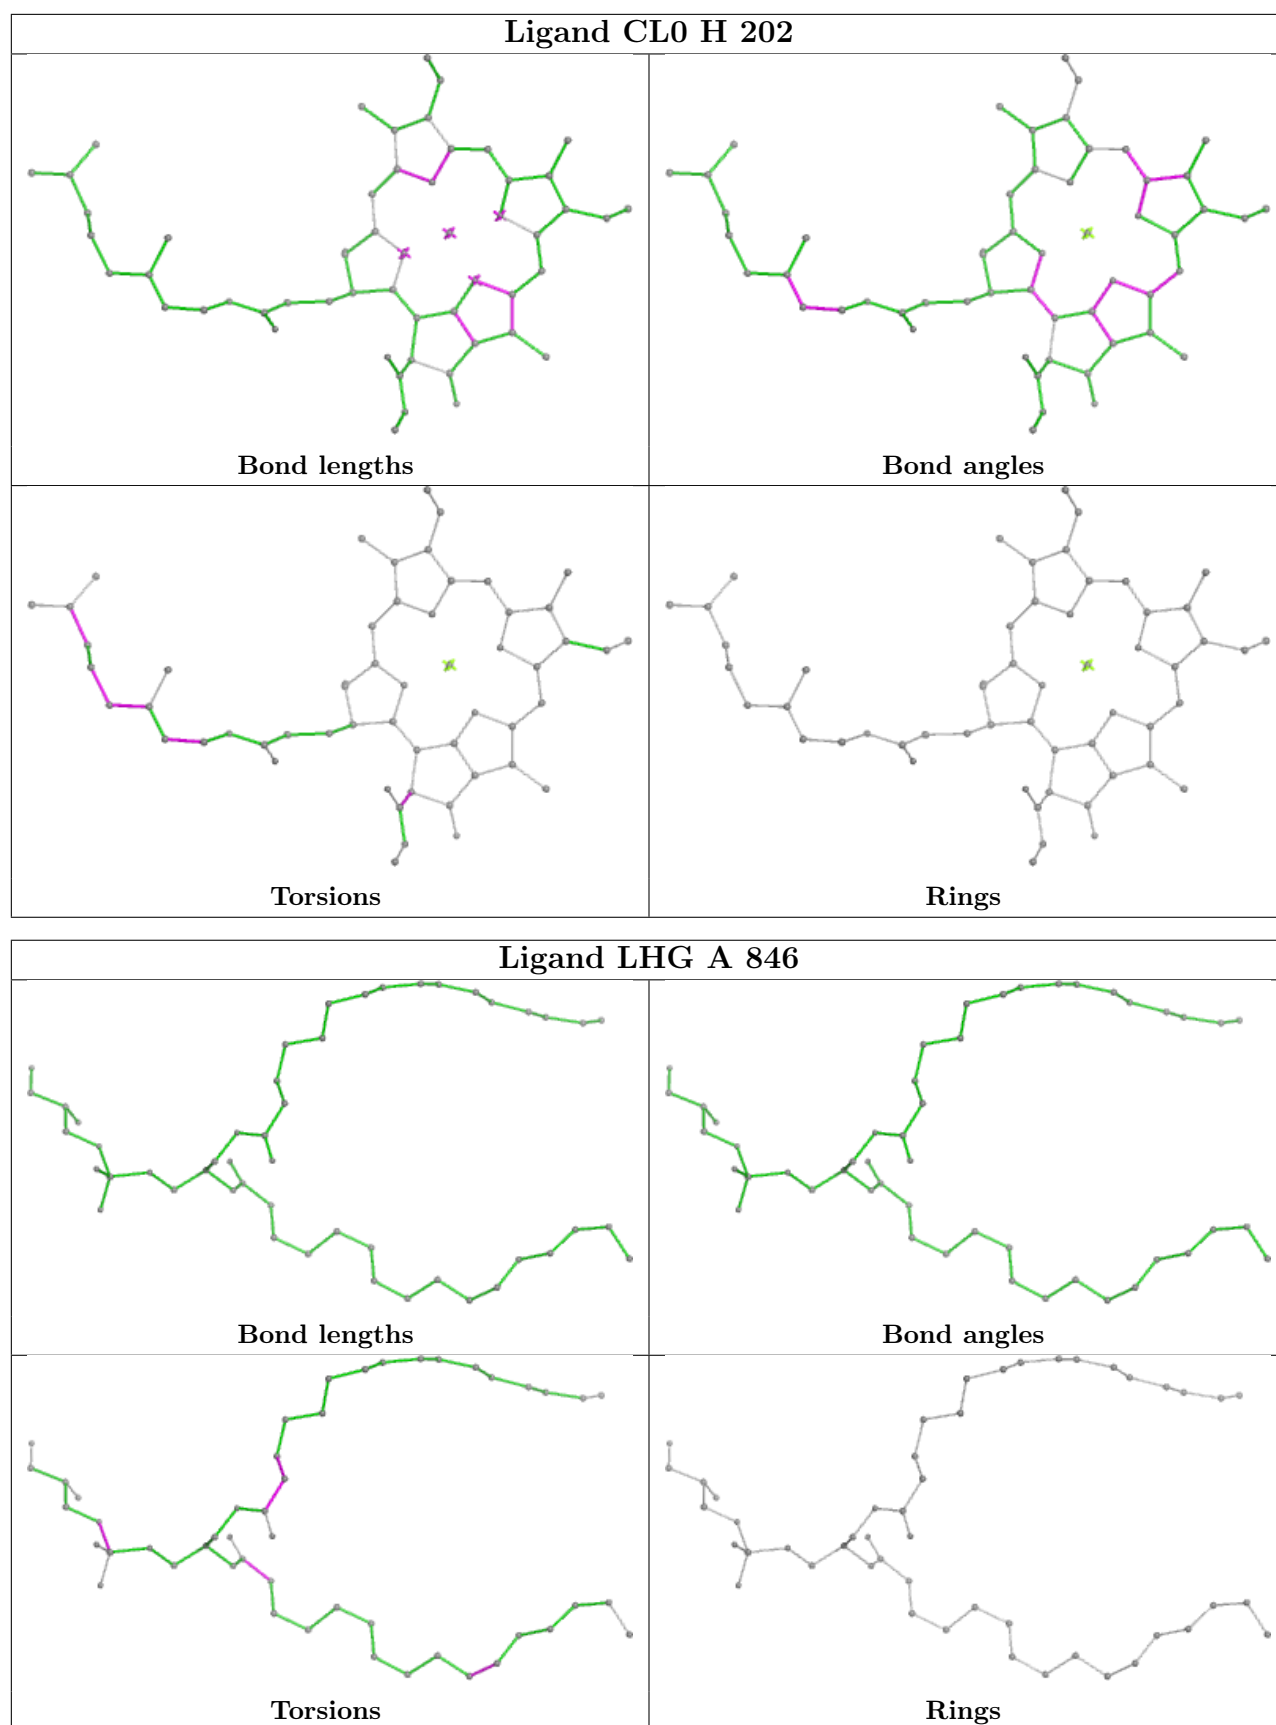 Ligand CL0 H 202
Bond lengths
Bond angles
Torsions
Rings
Ligand LHG A 846
Bond lengths
Bond angles
Torsions
Rings